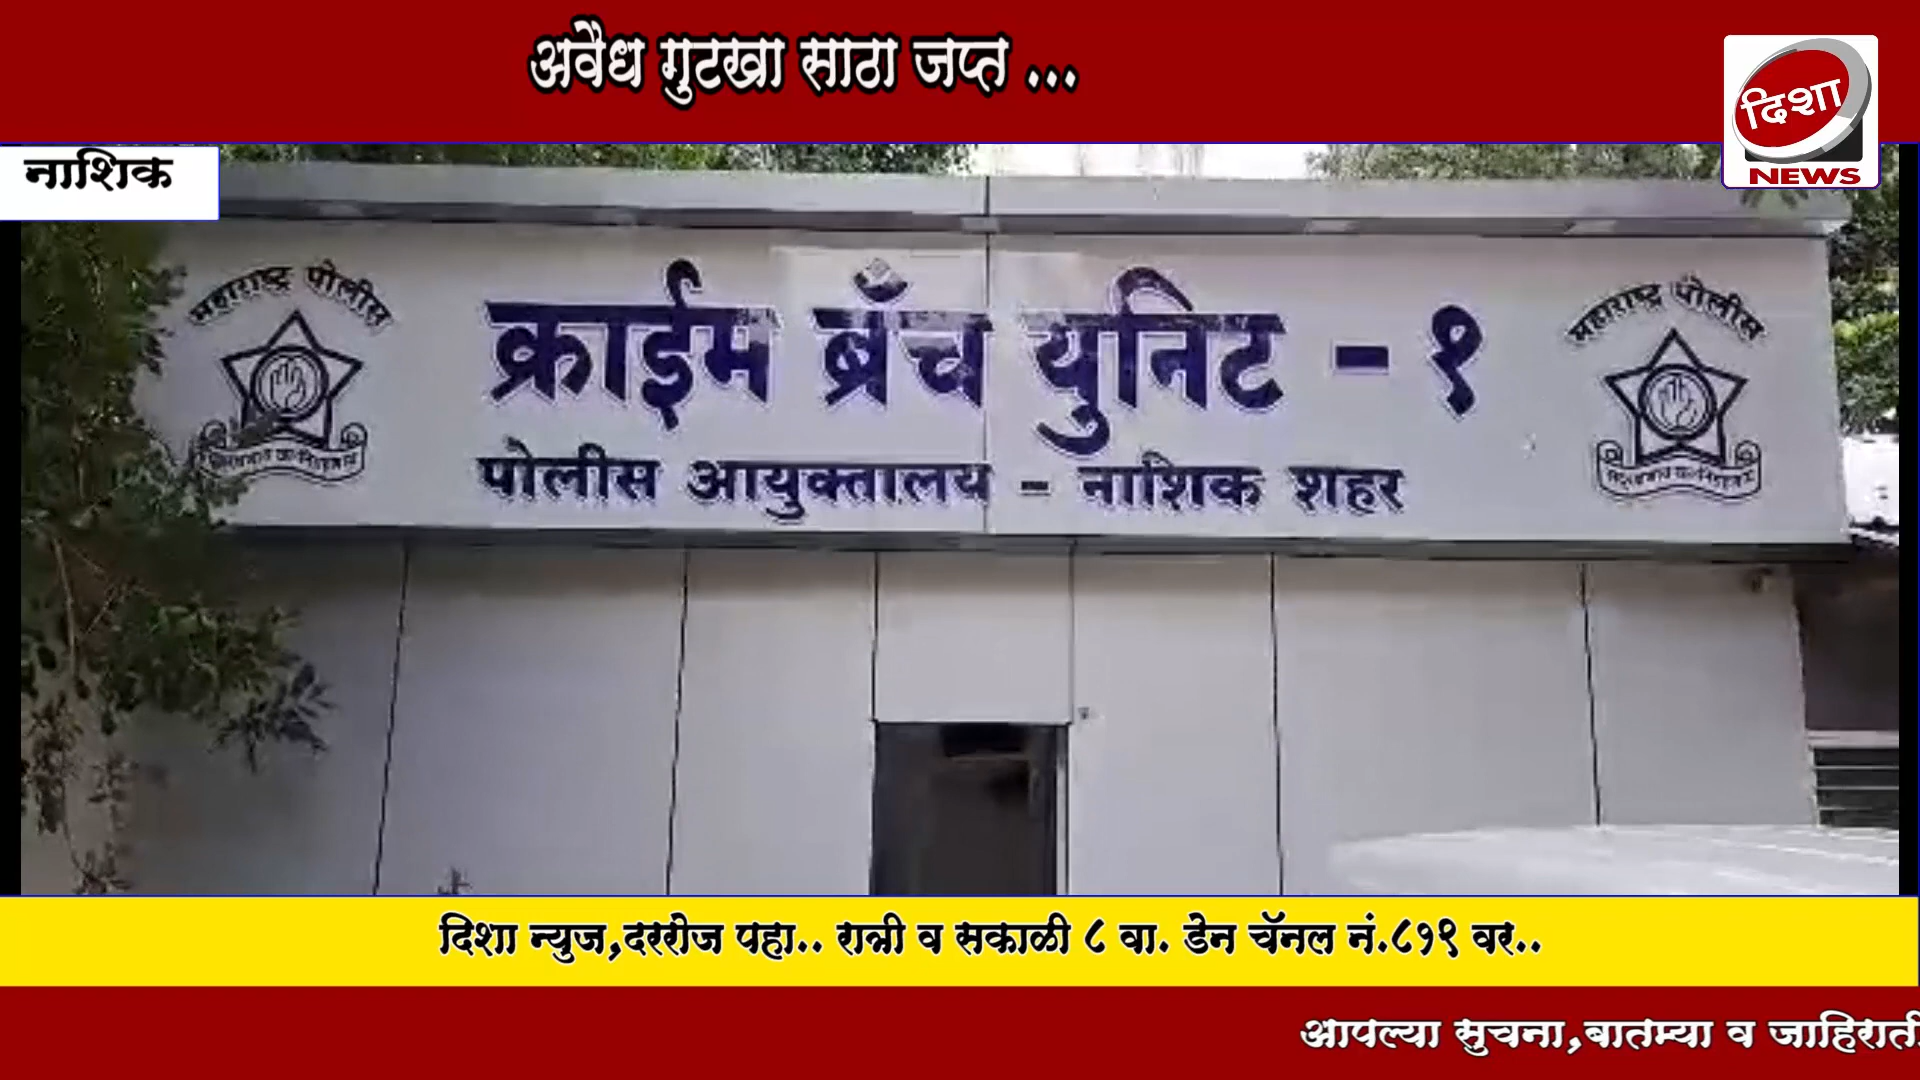 अवैध गुटखा साठा जप्त ...
दिशा
NEWS
नाशिक
महाराष्ट्र पोलीस
क्राईम ब्रँच युनिट - १
महाराष्ट्र पोलीस
पोलीस आयुक्तालय - नाशिक शहर
दिशा न्युज,दररोज पहा.. रात्री व सकाळी ८ वा. डेन चॅनल नं.८१९ वर..
आपल्या सुचना,बातम्या व जाहिराती